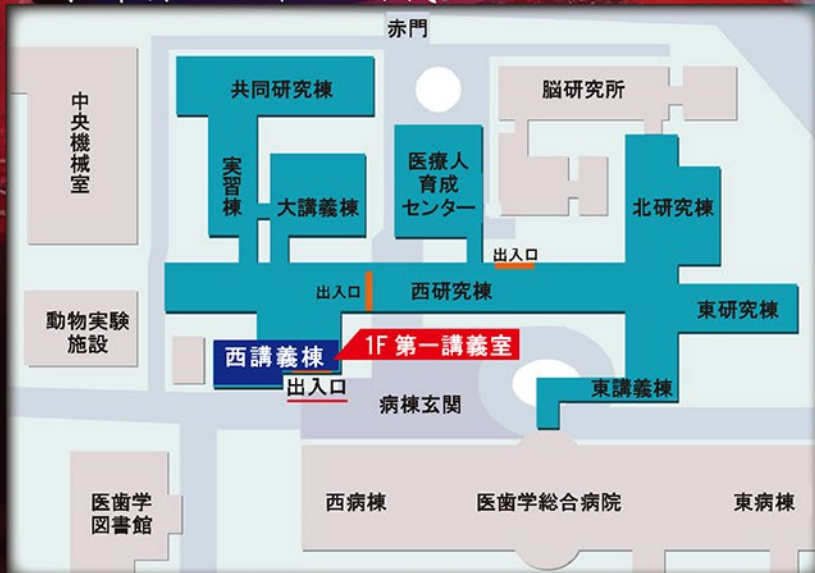 赤門
共同研究棟
脳研究所
中央機械室
実習棟
大講義棟
医療人
育成
センター
北研究棟
出入口
出入口
西研究棟
東研究棟
動物実験
施設
西講義棟
1F 第一講義室
出入口
病棟玄関
東講義棟
医歯学
図書館
西病棟
医歯学総合病院
東病棟